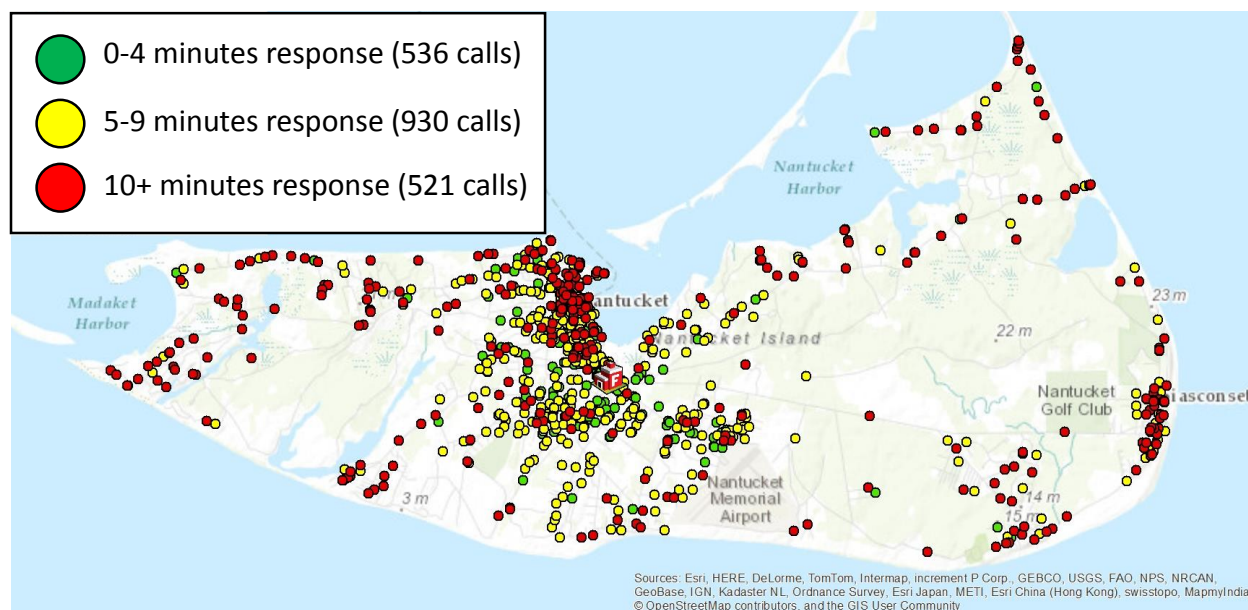 0-4 minutes response (536 calls)
5-9 minutes response (930 calls)
10+ minutes response (521 calls)
Nantucket
Harbor
Madaket
Harbor
antucket
23 m
Nantucket Island
22 m
F
Nantucket
Golf Club
iasconset
Nantucket
Memorial
Airport
3 m
14 m
15 m
Sources: Esri, HERE, DeLorme, TomTom, Intermap, increment P Corp., GEBCO, USGS, FAO, NPS, NRCAN,
GeoBase, IGN, Kadaster NL, Ordnance Survey, Esri Japan, METI, Esri China (Hong Kong), swisstopo, MapmyIndia,
© OpenStreetMap contributors, and the GIS User Community